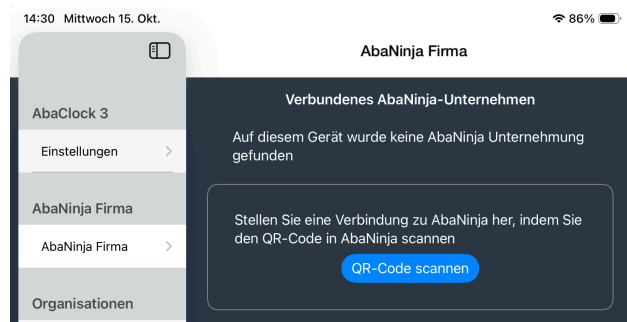 14:30 Mittwoch 15. Okt.
86%
AbaClock 3
Einstellungen
AbaNinja Firma
AbaNinja Firma
Organisationen
AbaNinja Firma
Verbundenes AbaNinja-Unternehmen
Auf diesem Gerät wurde keine AbaNinja Unternehmung
gefunden
Stellen Sie eine Verbindung zu AbaNinja her, indem Sie
den QR-Code in AbaNinja scannen
QR-Code scannen